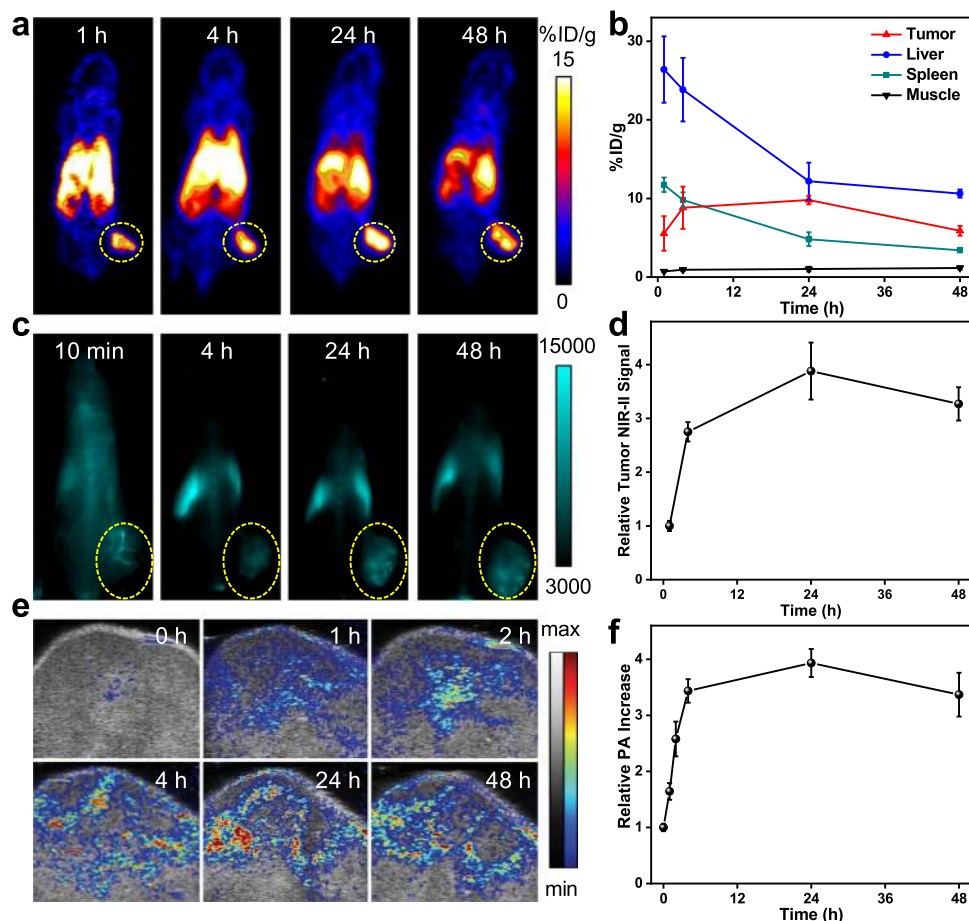 a
1 h
4 h
24 h
48 h
%ID/g
15
0
b
%ID/g
30
20
10
0
0
12
24
36
48
Time (h)
Tumor
Liver
Spleen
Muscle
c
10 min
4 h
24 h
48 h
15000
3000
d
Relative Tumor NIR-II Signal
4
3
2
1
0
0
12
24
36
48
Time (h)
e
0 h
1 h
2 h
4 h
24 h
48 h
max
min
f
Relative PA Increase
4
3
2
1
0
0
12
24
36
48
Time (h)